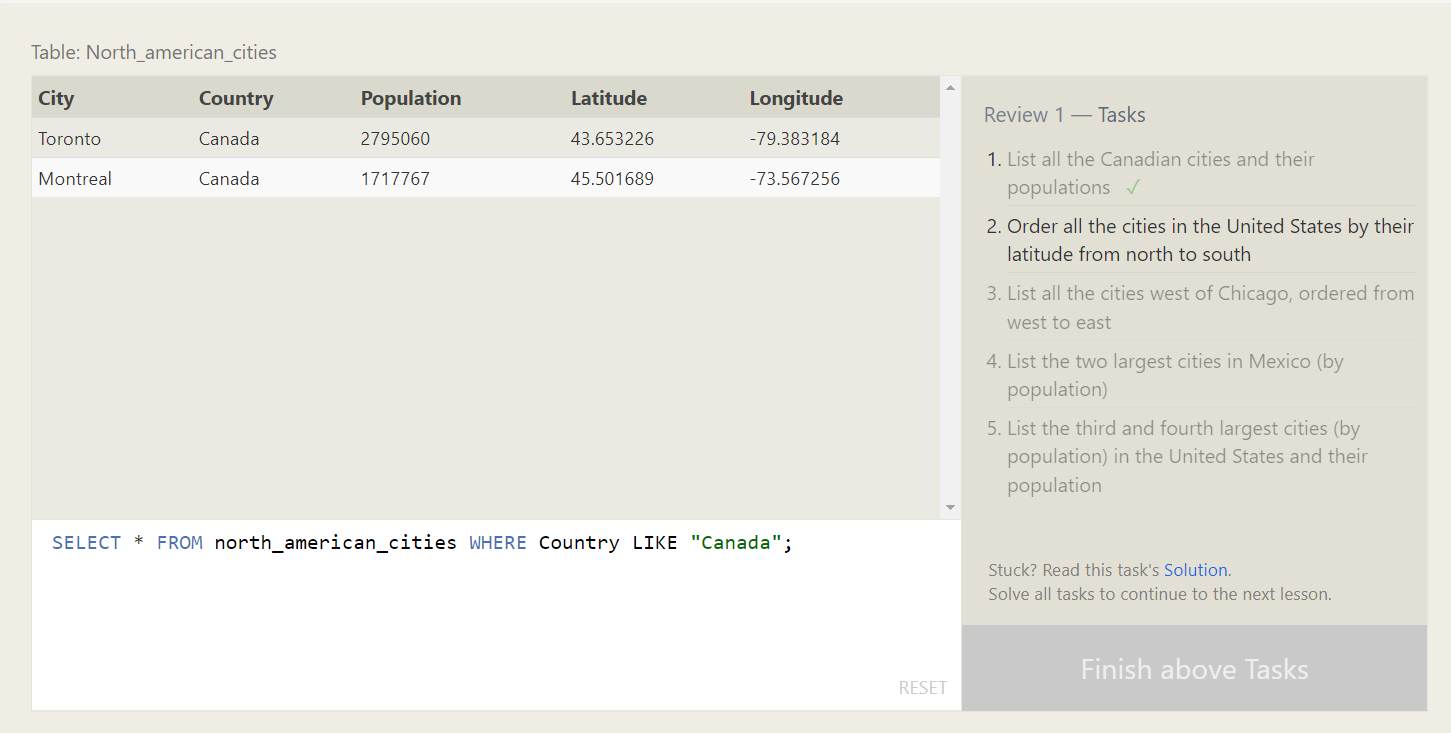 Table: North_american_cities
City Country Population Latitude Longitude
Toronto Canada 2795060 43.653226 -79.383184
Montreal Canada 1717767 45.501689 -73.567256
SELECT * FROM north_american_cities WHERE Country LIKE "Canada";
RESET
Review 1 — Tasks
1. List all the Canadian cities and their
populations ✓
2. Order all the cities in the United States by their
latitude from north to south
3. List all the cities west of Chicago, ordered from
west to east
4. List the two largest cities in Mexico (by
population)
5. List the third and fourth largest cities (by
population) in the United States and their
population
Stuck? Read this task's Solution.
Solve all tasks to continue to the next lesson.
Finish above Tasks